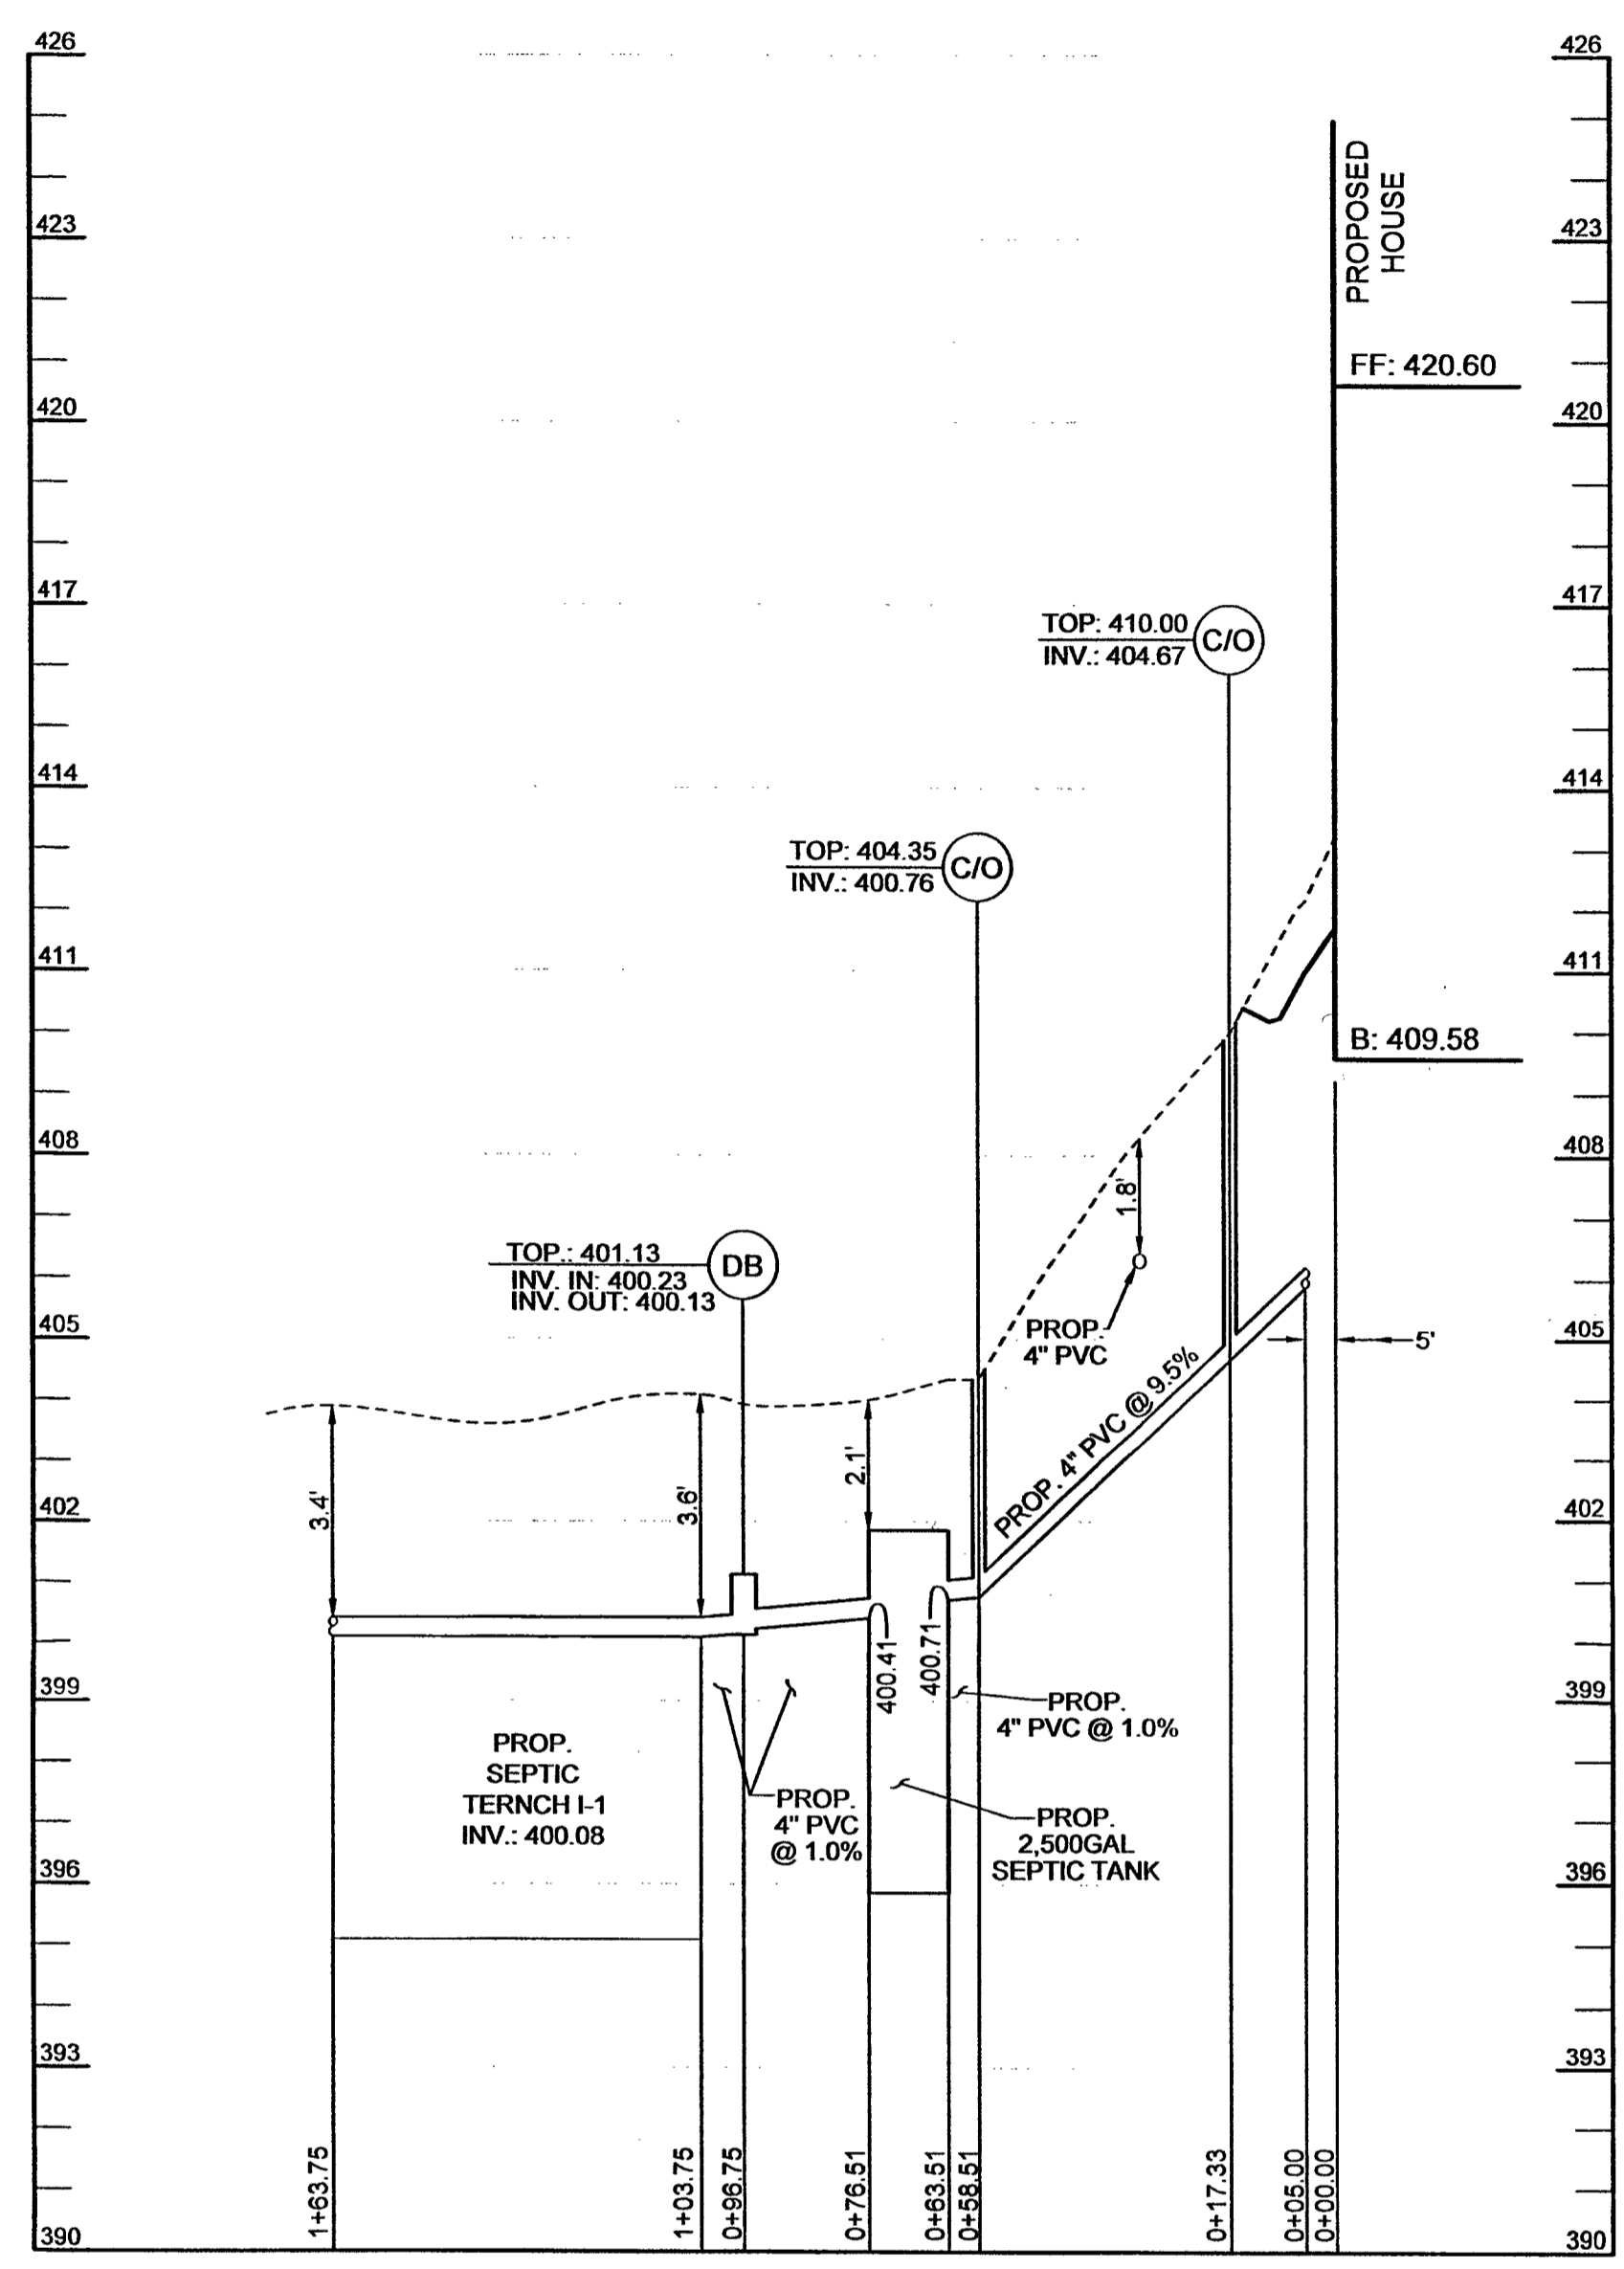 426
426
PROPOSED
HOUSE
423
423
FF: 420.60
420
420
417
417
TOP: 410.00
INV.: 404.67
C/O
414
414
TOP: 404.35
INV.: 400.76
C/O
411
411
B: 409.58
408
408
1.8'
TOP.: 401.13
INV. IN: 400.23
INV. OUT: 400.13
DB
PROP.
4" PVC
405
405
5'
PROP. 4" PVC @ 9.5%
3.4'
3.6'
2.1'
402
402
400.41
400.71
399
399
PROP.
4" PVC @ 1.0%
PROP.
SEPTIC
TERNCH I-1
INV.: 400.08
PROP.
4" PVC
@ 1.0%
PROP.
2,500GAL
SEPTIC TANK
396
396
393
393
1+63.75
1+03.75
0+96.75
0+76.51
0+63.51
0+58.51
0+17.33
0+05.00
0+00.00
390
390